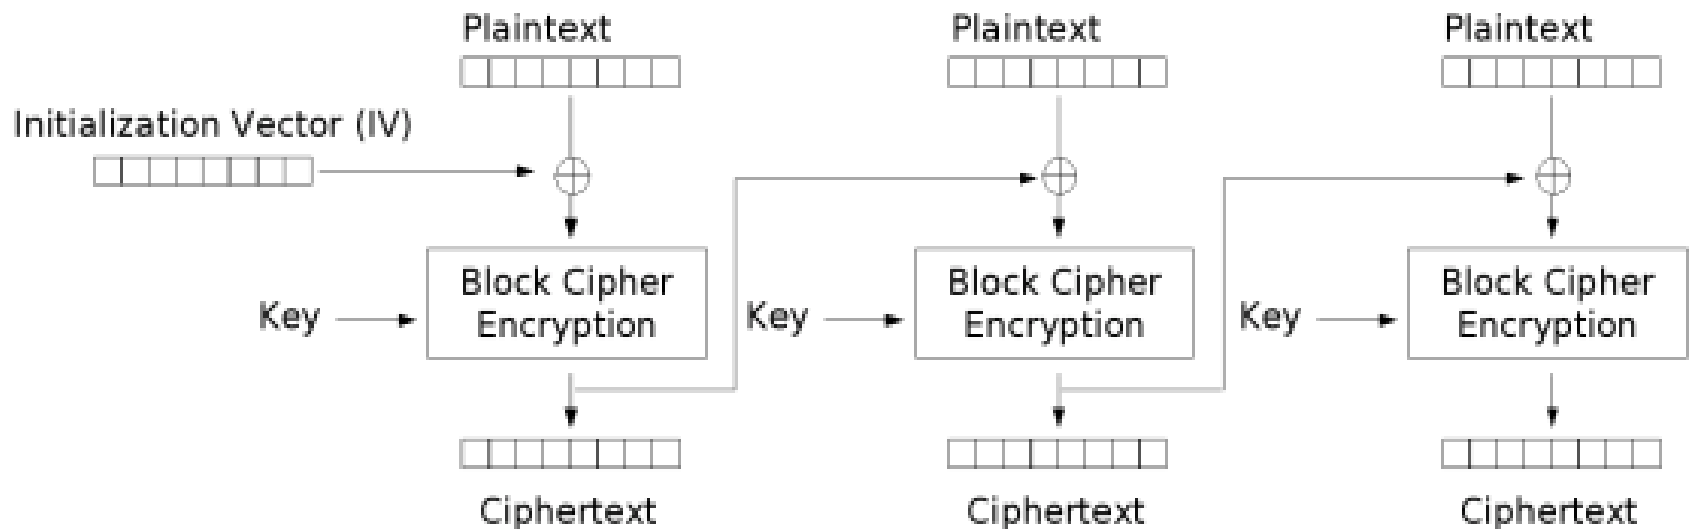 Plaintext
Plaintext
Plaintext
Initialization Vector (IV)
Key
Block Cipher
Encryption
Key
Block Cipher
Encryption
Key
Block Cipher
Encryption
Ciphertext
Ciphertext
Ciphertext